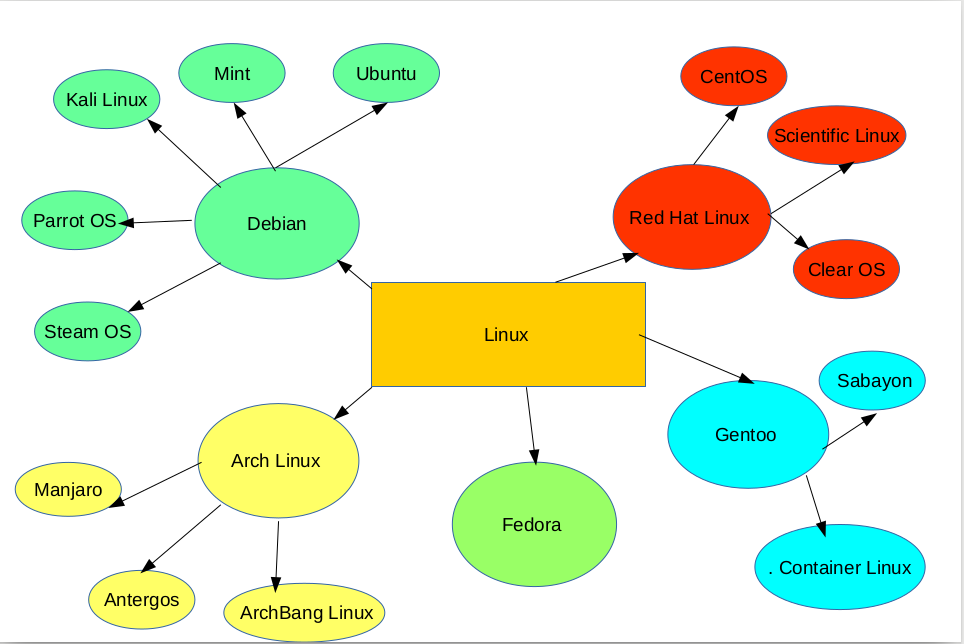 Mint
Ubuntu
CentOS
Kali Linux
Scientific Linux
Parrot OS
Debian
Red Hat Linux
Clear OS
Steam OS
Linux
Sabayon
Gentoo
Arch Linux
Manjaro
Fedora
. Container Linux
Antergos
ArchBang Linux